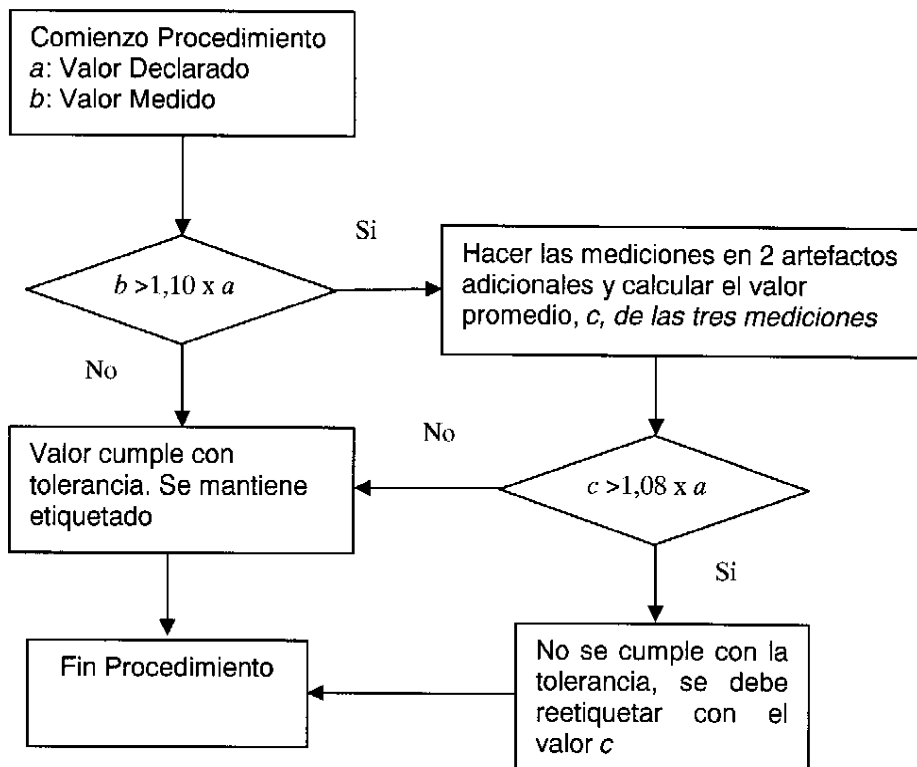 Comienzo Procedimiento
a: Valor Declarado
b: Valor Medido
Si
b >1,10 x a
Hacer las mediciones en 2 artefactos
adicionales y calcular el valor
promedio, c, de las tres mediciones
No
No
Valor cumple con
tolerancia. Se mantiene
etiquetado
c >1,08 x a
Si
Fin Procedimiento
No se cumple con la
tolerancia, se debe
reetiquetar con el
valor c